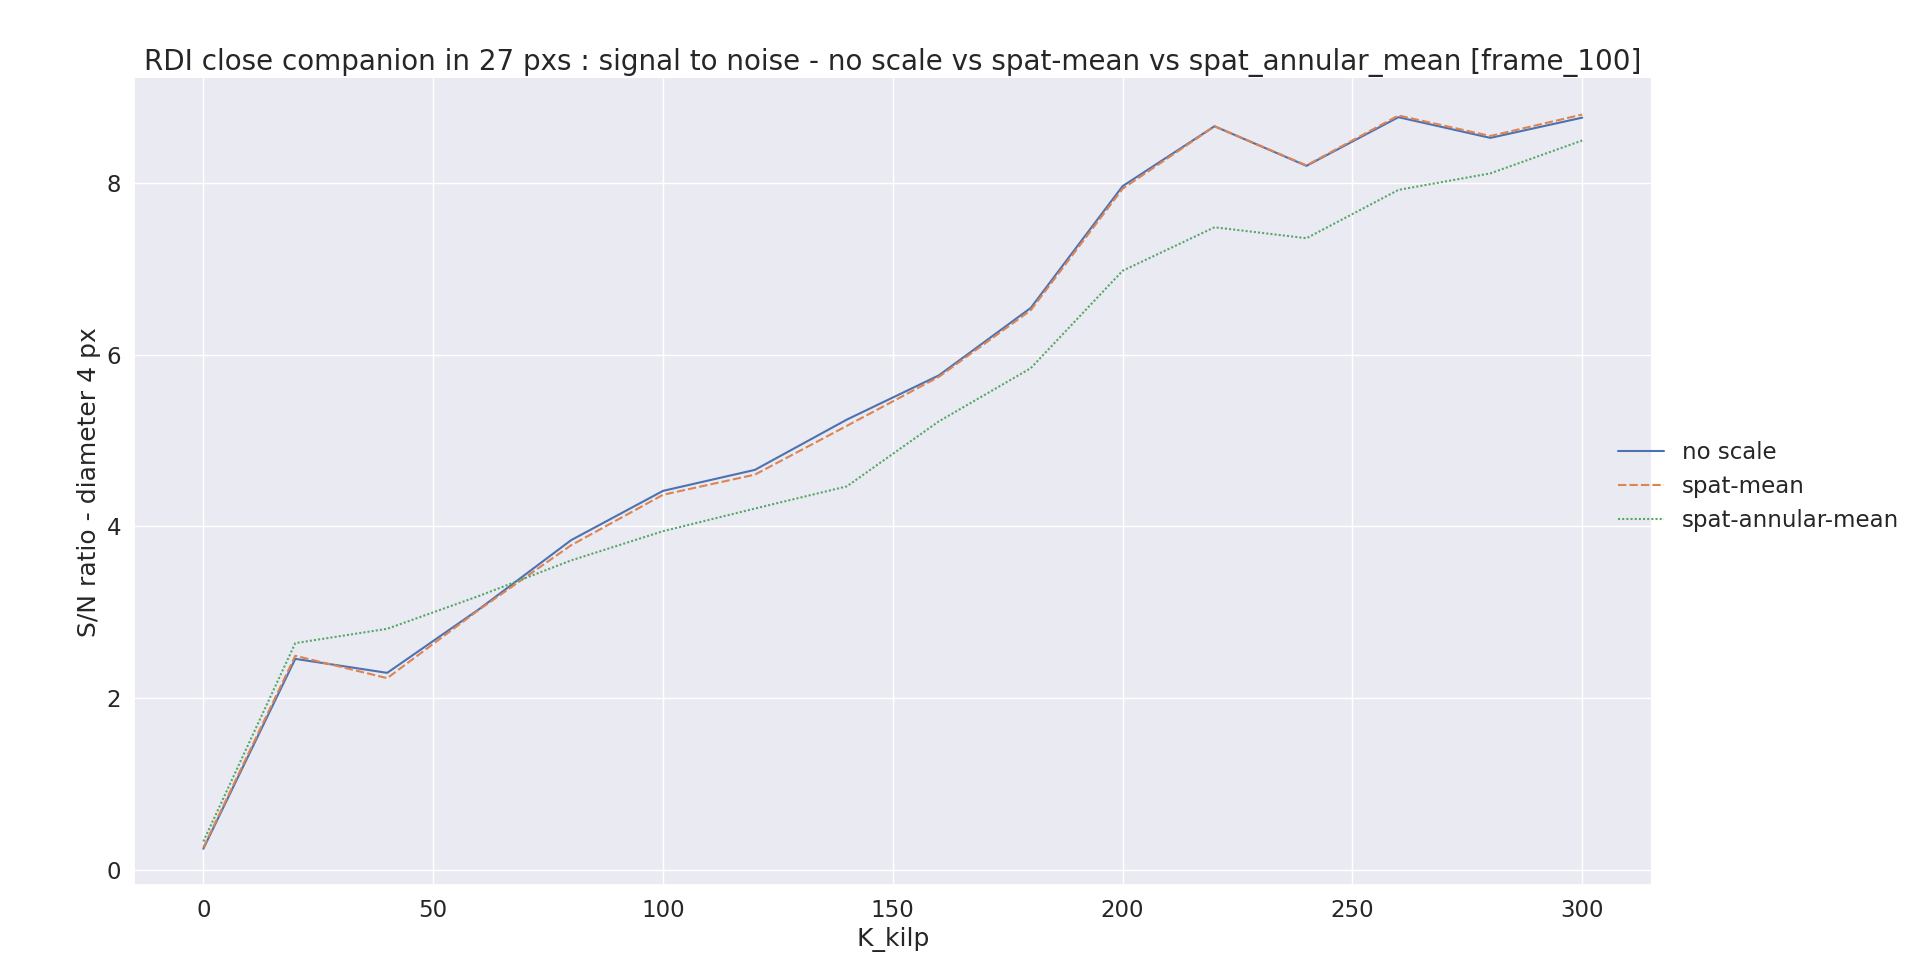 RDI close companion in 27 pxs : signal to noise - no scale vs spat-mean vs spat_annular_mean [frame_100]
S/N ratio - diameter 4 px
8
6
4
2
0
no scale
spat-mean
spat-annular-mean
0 50 100 150 200 250 300
K_kilp